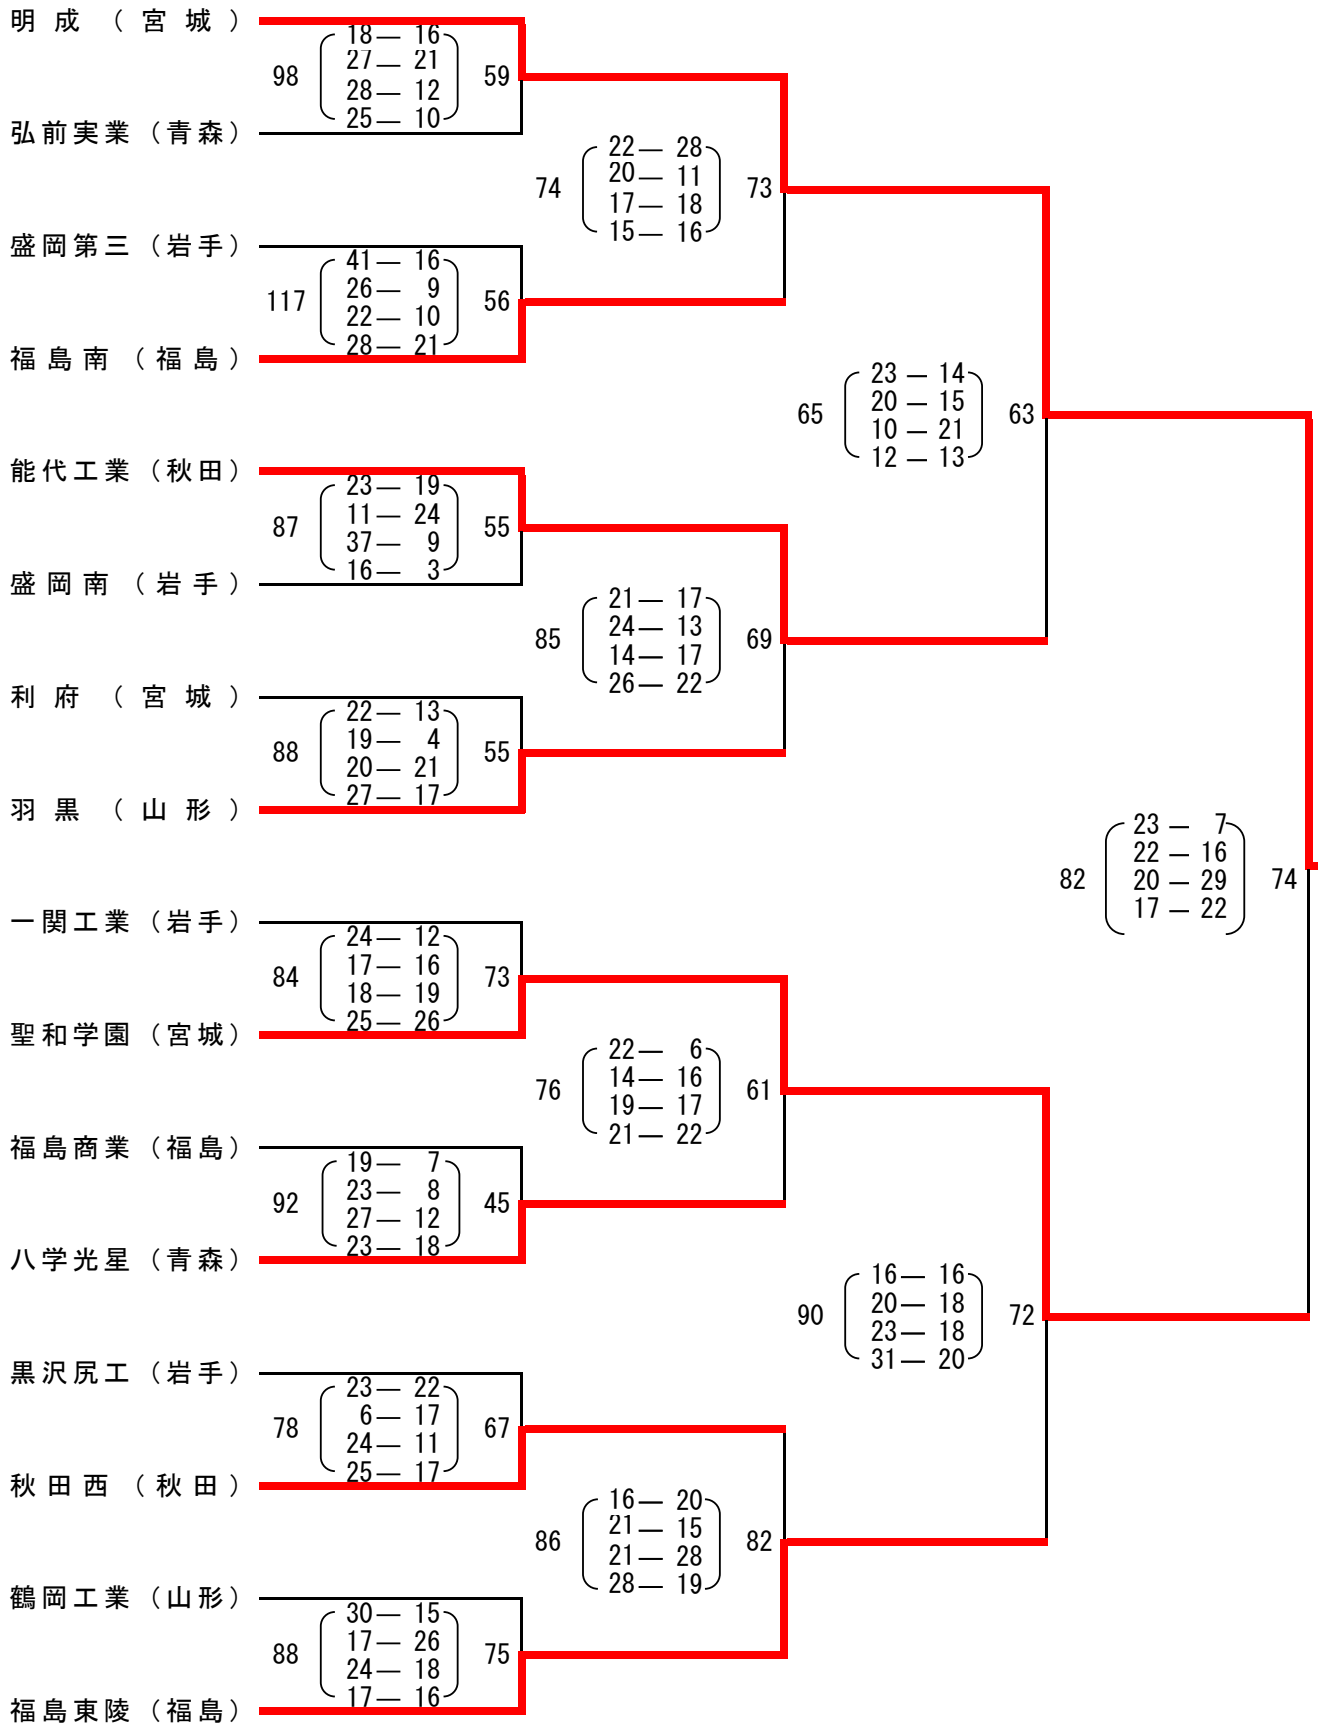 明成（宮城）
98 18— 16 59
27— 21
28— 12
25— 10
弘前実業（青森）
74 22— 28 73
20— 11
17— 18
15— 16
盛岡第三（岩手）
117 41— 16 56
26— 9
22— 10
28— 21
福島南（福島）
65 23 — 14 63
20 — 15
10 — 21
12 — 13
能代工業（秋田）
87 23— 19 55
11— 24
37— 9
16— 3
盛岡南（岩手）
85 21— 17 69
24— 13
14— 17
26— 22
利府（宮城）
88 22— 13 55
19— 4
20— 21
27— 17
羽黒（山形）
82 23 — 7 74
22 — 16
20 — 29
17 — 22
一関工業（岩手）
84 24— 12 73
17— 16
18— 19
25— 26
聖和学園（宮城）
76 22— 6 61
14— 16
19— 17
21— 22
福島商業（福島）
92 19— 7 45
23— 8
27— 12
23— 18
八学光星（青森）
90 16— 16 72
20— 18
23— 18
31— 20
黒沢尻工（岩手）
78 23— 22 67
6— 17
24— 11
25— 17
秋田西（秋田）
86 16— 20 82
21— 15
21— 28
28— 19
鶴岡工業（山形）
88 30— 15 75
17— 26
24— 18
17— 16
福島東陵（福島）